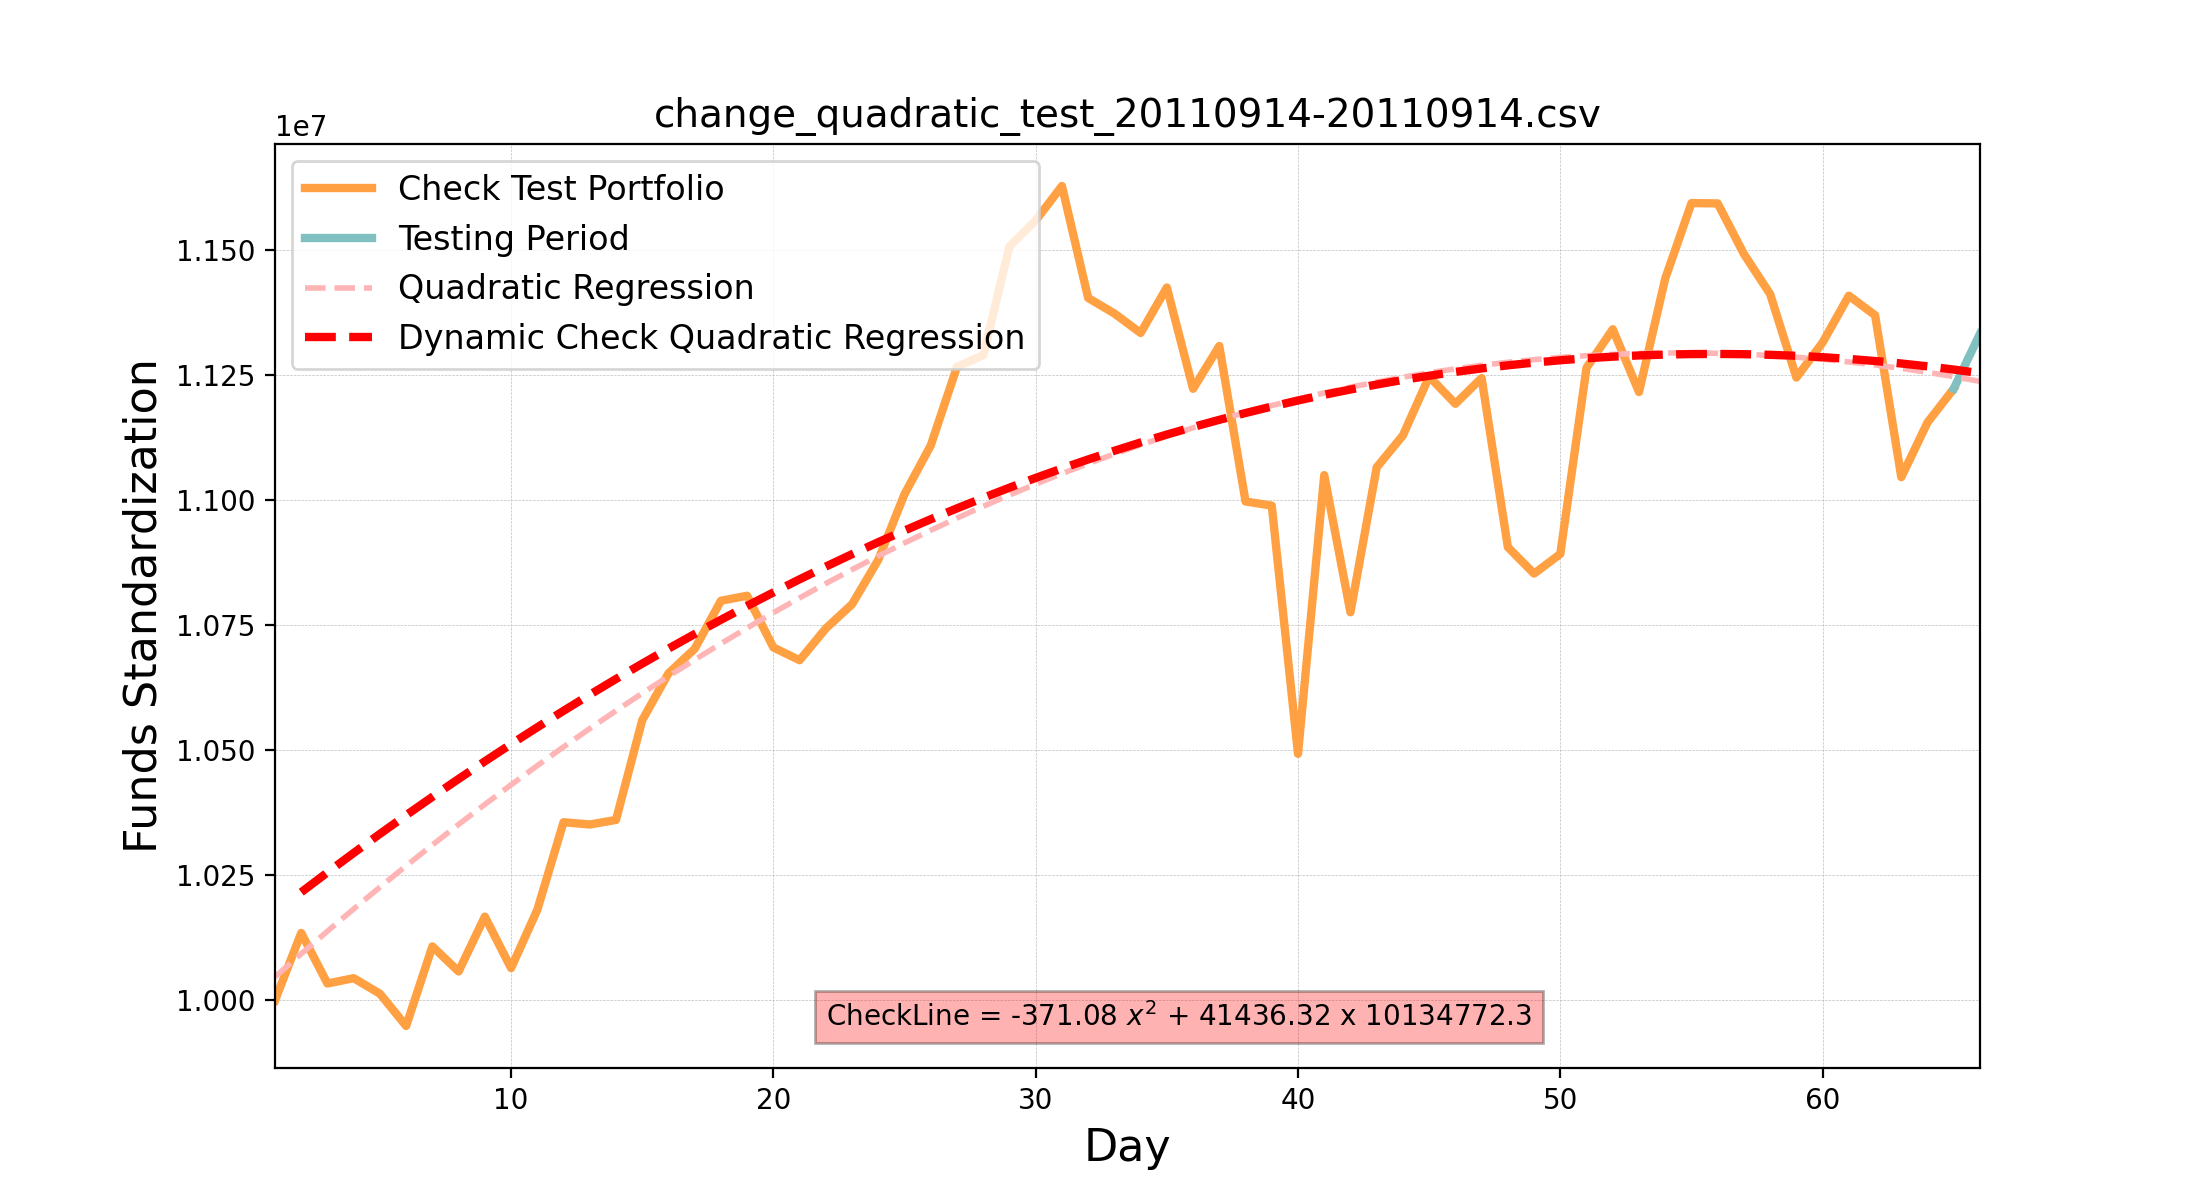 change_quadratic_test_20110914-20110914.csv
1e7
Check Test Portfolio
Testing Period
Quadratic Regression
Dynamic Check Quadratic Regression
Funds Standardization
1.150
1.125
1.100
1.075
1.050
1.025
1.000
CheckLine = -371.08 x² + 41436.32 x 10134772.3
10 20 30 40 50 60
Day